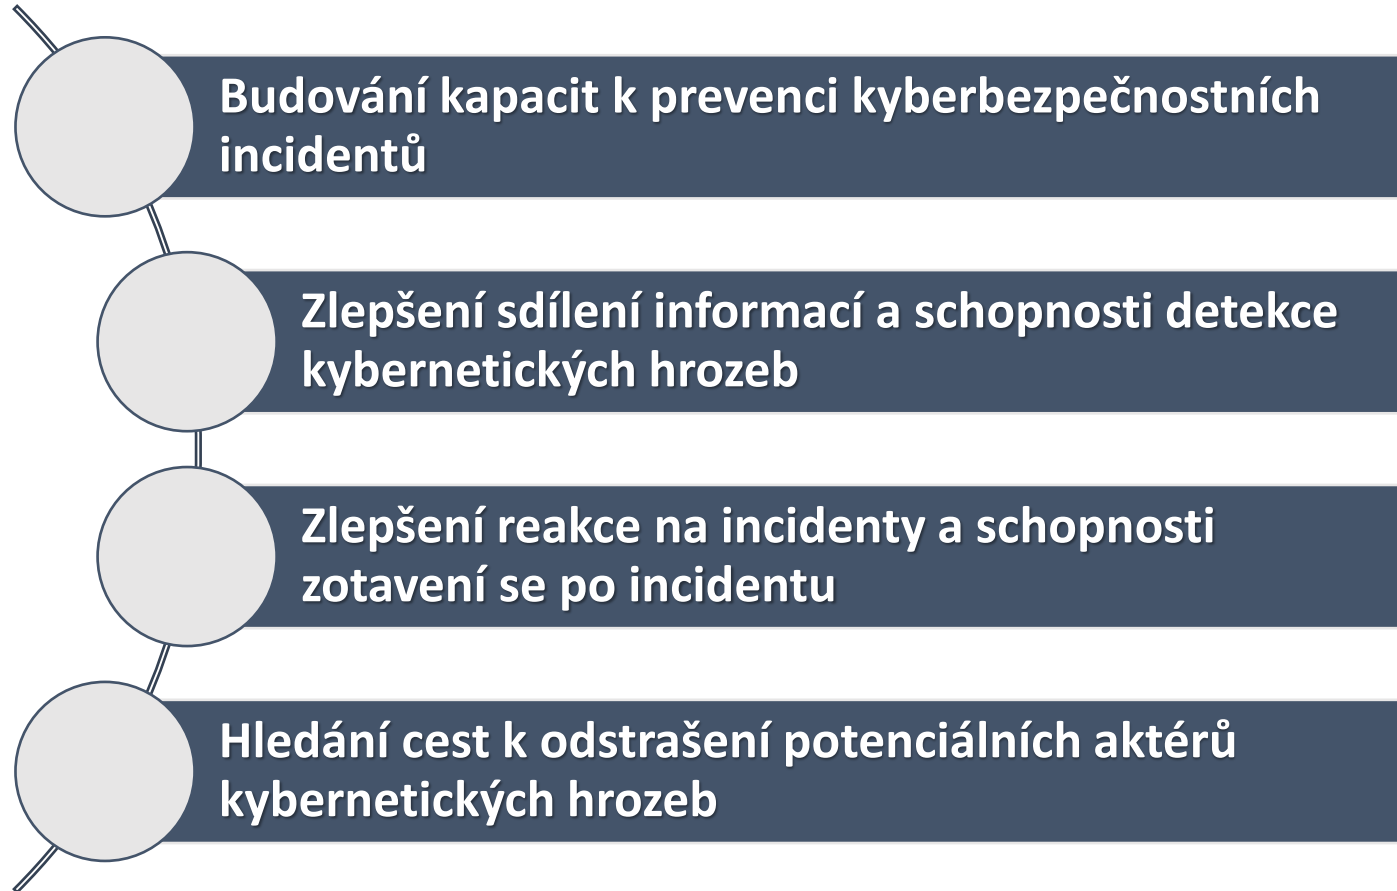 Budování kapacit k prevenci kyberbezpečnostních
incidentů
Zlepšení sdílení informací a schopnosti detekce
kybernetických hrozeb
Zlepšení reakce na incidenty a schopnosti
zotavení se po incidentu
Hledání cest k odstrašení potenciálních aktérů
kybernetických hrozeb